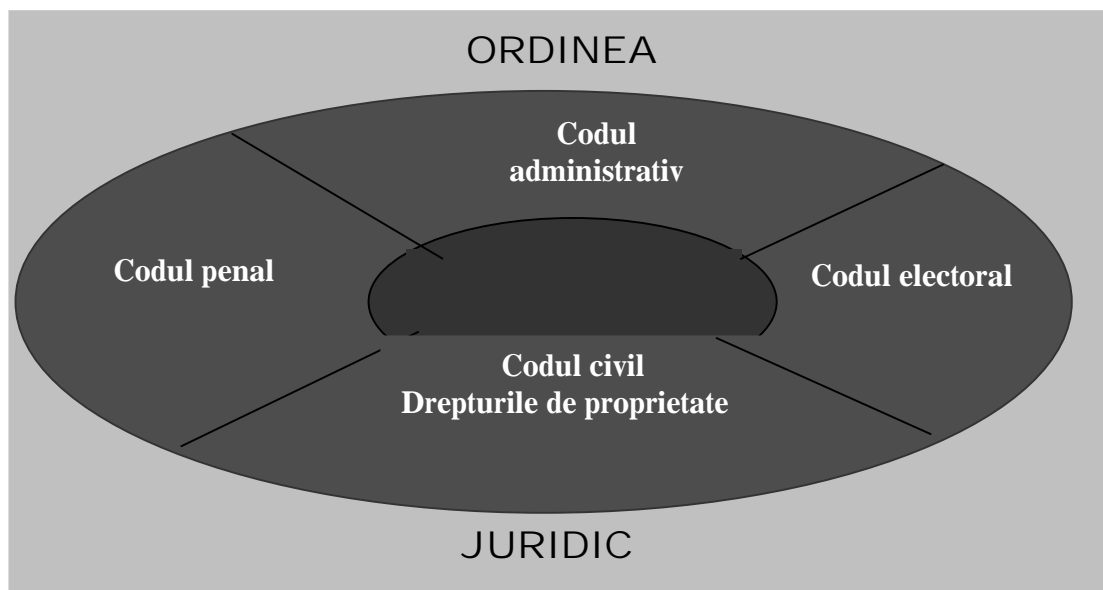 ORDINEA
Codul
administrativ
Codul penal
Codul electoral
Codul civil
Drepturile de proprietate
JURIDIC